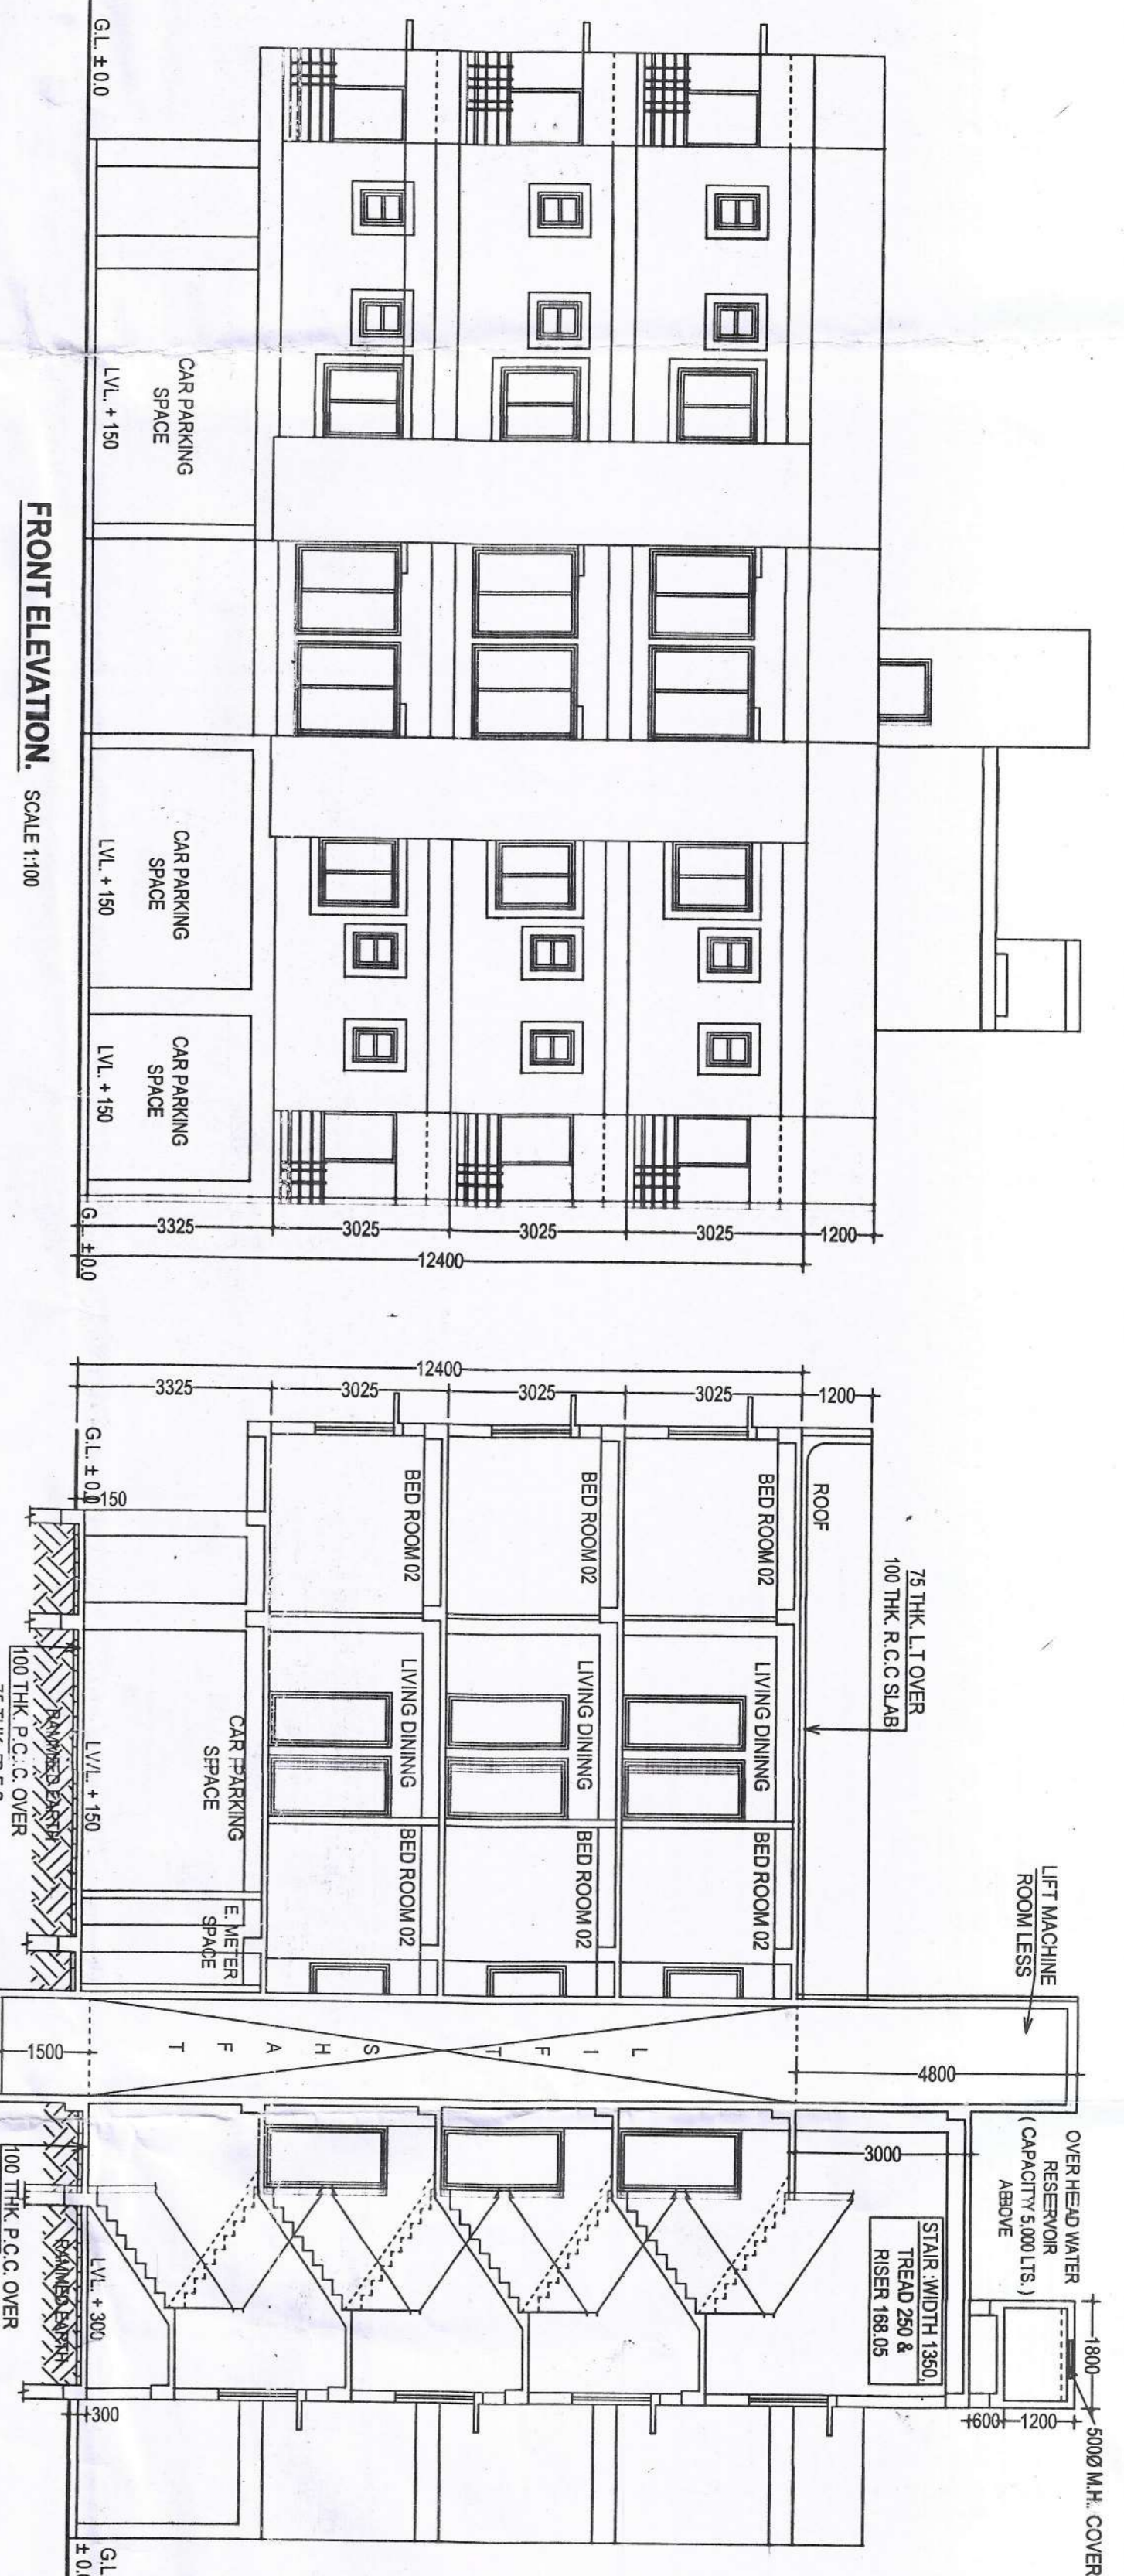 G.L. ± 0.0
CAR PARKING
SPACE
LVL. + 150
CAR PARKING
SPACE
LVL. + 150
CAR PARKING
SPACE
LVL. + 150
± 0.0
3325
3025
3025
3025
1200
12400
FRONT ELEVATION. SCALE 1:100
12400
3325
3025
3025
3025
1200
G.L. ± 0.0
150
ROOF
75 THK. L.T OVER
100 THK. R.C.C SLAB
BED ROOM 02
BED ROOM 02
BED ROOM 02
LIVING DINING
LIVING DINING
LIVING DINING
BED ROOM 02
BED ROOM 02
BED ROOM 02
CAR PARKING
SPACE
LVL. + 150
E. METER
SPACE
RAMMED EARTH
100 THK. P.C.C. OVER
LIFT MACHINE
ROOM LESS
L I F T S H A F T
1500
4800
3000
OVER HEAD WATER
RESERVOIR
( CAPACITY 5,000 LTS. )
ABOVE
STAIR :WIDTH 1350,
TREAD 250 &
RISER 168.05
1800
600
1200
500Ø M.H. COVER
LVL. + 300
RAMMED EARTH
100 THK. P.C.C. OVER
300
G.L
± 0.0